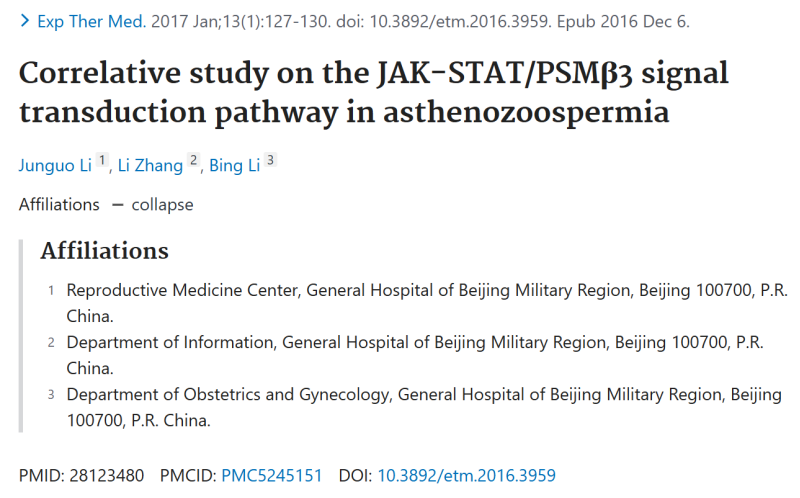 Exp Ther Med. 2017 Jan;13(1):127-130. doi: 10.3892/etm.2016.3959. Epub 2016 Dec 6.
Correlative study on the JAK-STAT/PSMβ3 signal
transduction pathway in asthenozoospermia
Junguo Li 1, Li Zhang 2, Bing Li 3
Affiliations – collapse
Affiliations
1 Reproductive Medicine Center, General Hospital of Beijing Military Region, Beijing 100700, P.R.
China.
2 Department of Information, General Hospital of Beijing Military Region, Beijing 100700, P.R.
China.
3 Department of Obstetrics and Gynecology, General Hospital of Beijing Military Region, Beijing
100700, P.R. China.
PMID: 28123480 PMCID: PMC5245151 DOI: 10.3892/etm.2016.3959